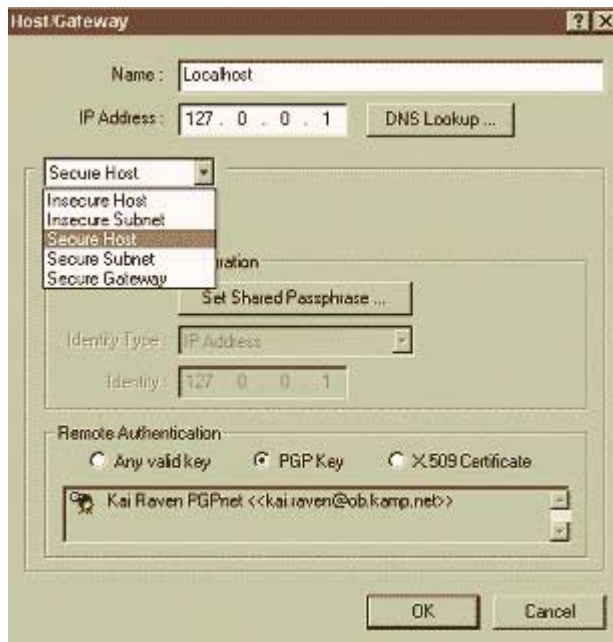 Host/Gateway
Name : Localhost
IP Address : 127 . 0 . 0 . 1 DNS Lookup ...
Secure Host
Insecure Host
Insecure Subnet
Secure Host
Secure Subnet
Secure Gateway
Set Shared Passphrase ...
Identity Type : IP Address
Identity : 127 . 0 . 0 . 1
Remote Authentication
Any valid key PGP Key X.509 Certificate
Kai Raven PGPnet <<kai.raven@ob.kamp.net>>
OK Cancel